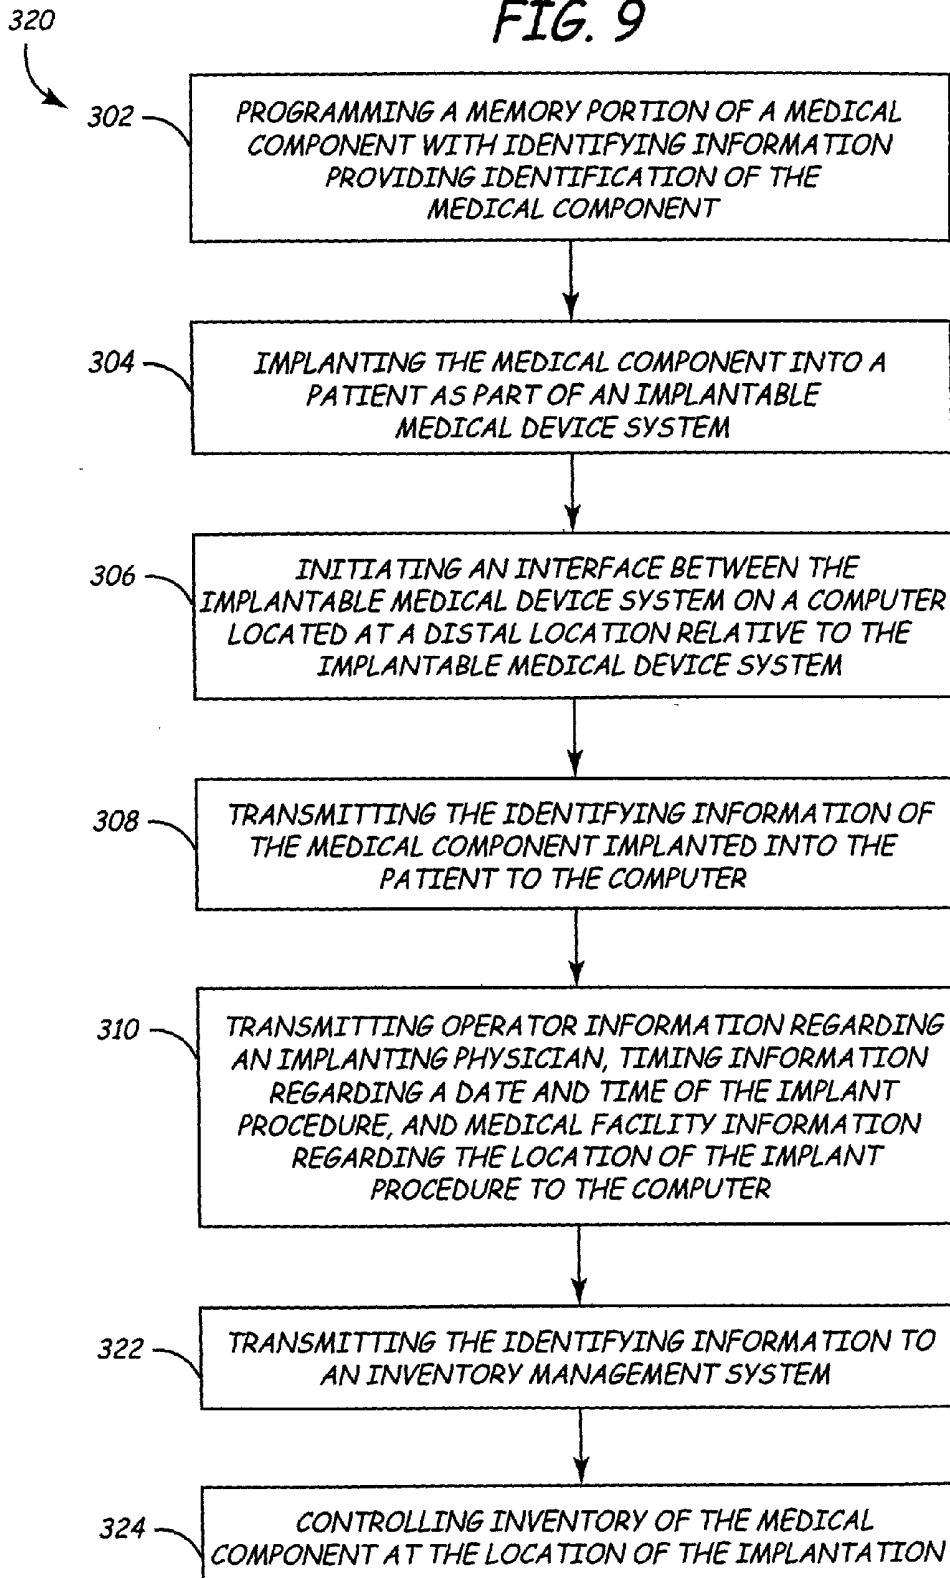 FIG. 9
320
302
PROGRAMMING A MEMORY PORTION OF A MEDICAL
COMPONENT WITH IDENTIFYING INFORMATION
PROVIDING IDENTIFICATION OF THE
MEDICAL COMPONENT
304
IMPLANTING THE MEDICAL COMPONENT INTO A
PATIENT AS PART OF AN IMPLANTABLE
MEDICAL DEVICE SYSTEM
306
INITIATING AN INTERFACE BETWEEN THE
IMPLANTABLE MEDICAL DEVICE SYSTEM ON A COMPUTER
LOCATED AT A DISTAL LOCATION RELATIVE TO THE
IMPLANTABLE MEDICAL DEVICE SYSTEM
308
TRANSMITTING THE IDENTIFYING INFORMATION OF
THE MEDICAL COMPONENT IMPLANTED INTO THE
PATIENT TO THE COMPUTER
310
TRANSMITTING OPERATOR INFORMATION REGARDING
AN IMPLANTING PHYSICIAN, TIMING INFORMATION
REGARDING A DATE AND TIME OF THE IMPLANT
PROCEDURE, AND MEDICAL FACILITY INFORMATION
REGARDING THE LOCATION OF THE IMPLANT
PROCEDURE TO THE COMPUTER
322
TRANSMITTING THE IDENTIFYING INFORMATION TO
AN INVENTORY MANAGEMENT SYSTEM
324
CONTROLLING INVENTORY OF THE MEDICAL
COMPONENT AT THE LOCATION OF THE IMPLANTATION